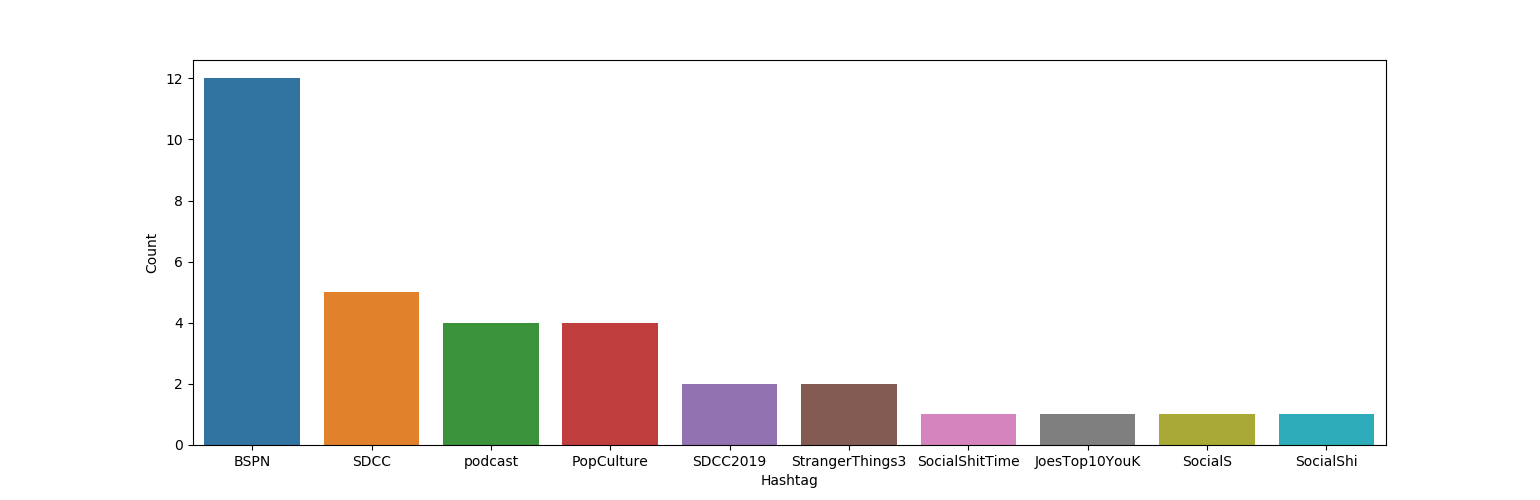 12
10
8
6
4
2
0
Count
BSPN SDCC podcast PopCulture SDCC2019 StrangerThings3 SocialShitTime JoesTop10YouK SocialS SocialShi
Hashtag